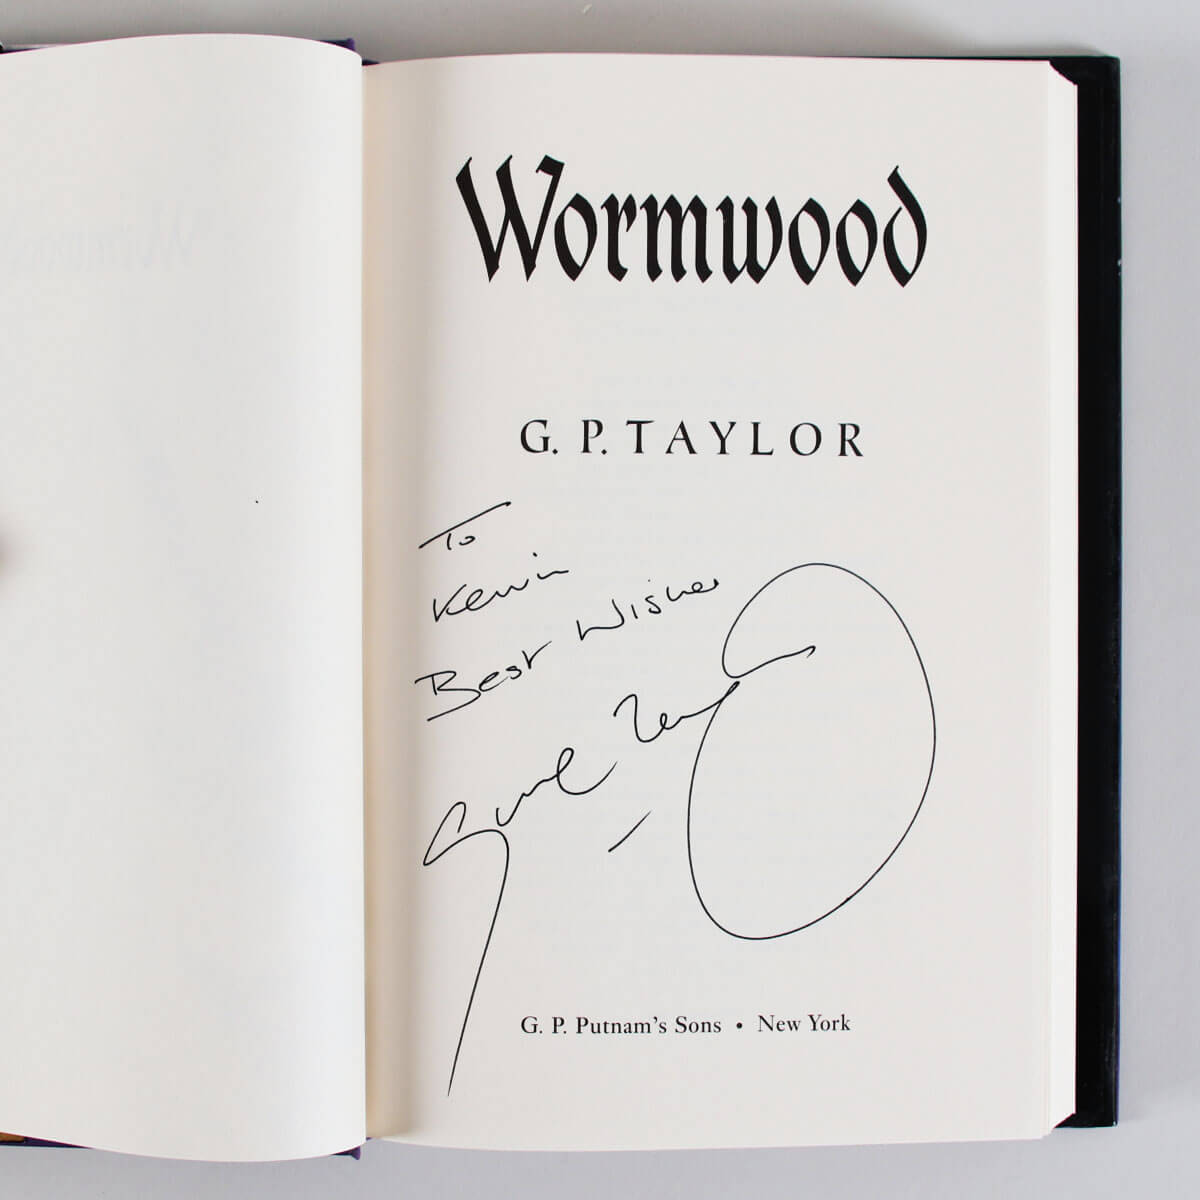 Wormwood
G. P. TAYLOR
To
Kevin
Best Wishes
G. P. Putnam's Sons • New York